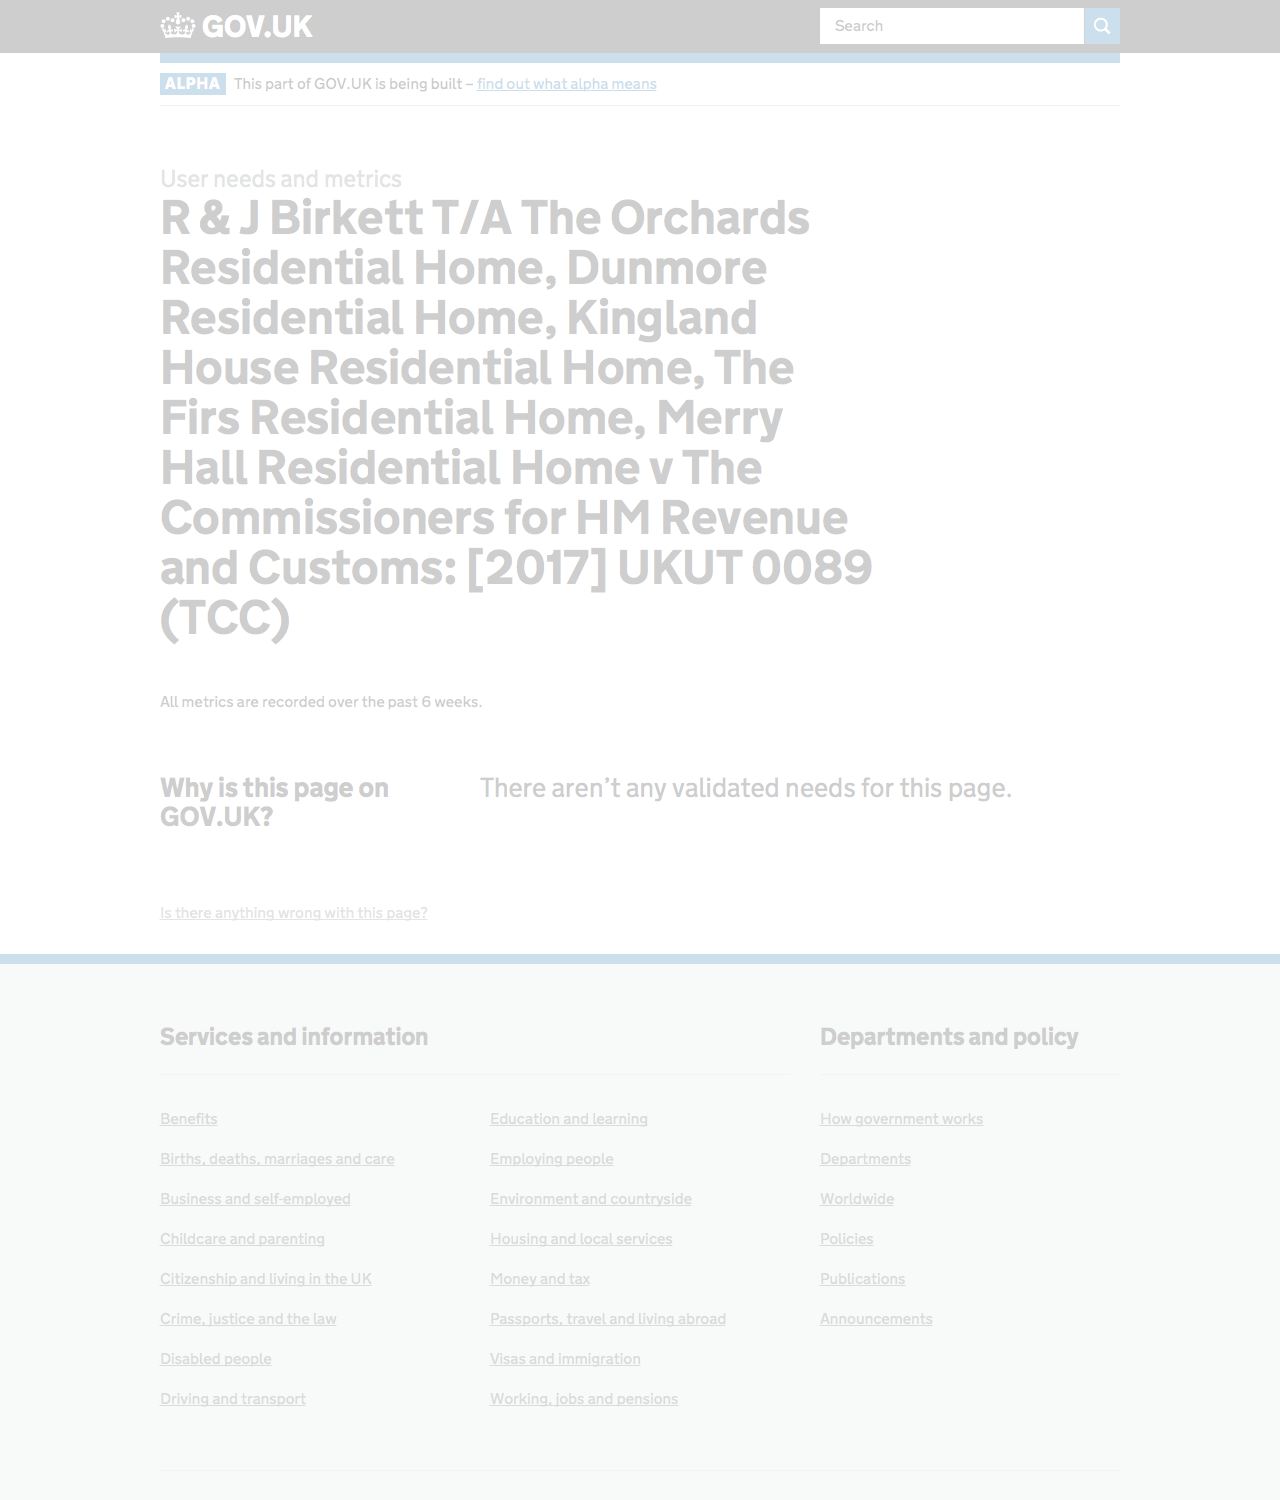 GOV.UK
Search
ALPHA This part of GOV.UK is being built – find out what alpha means
User needs and metrics
R & J Birkett T/A The Orchards
Residential Home, Dunmore
Residential Home, Kingland
House Residential Home, The
Firs Residential Home, Merry
Hall Residential Home v The
Commissioners for HM Revenue
and Customs: [2017] UKUT 0089
(TCC)
All metrics are recorded over the past 6 weeks.
Why is this page on
GOV.UK?
There aren’t any validated needs for this page.
Is there anything wrong with this page?
Services and information
Benefits
Births, deaths, marriages and care
Business and self-employed
Childcare and parenting
Citizenship and living in the UK
Crime, justice and the law
Disabled people
Driving and transport
Education and learning
Employing people
Environment and countryside
Housing and local services
Money and tax
Passports, travel and living abroad
Visas and immigration
Working, jobs and pensions
Departments and policy
How government works
Departments
Worldwide
Policies
Publications
Announcements